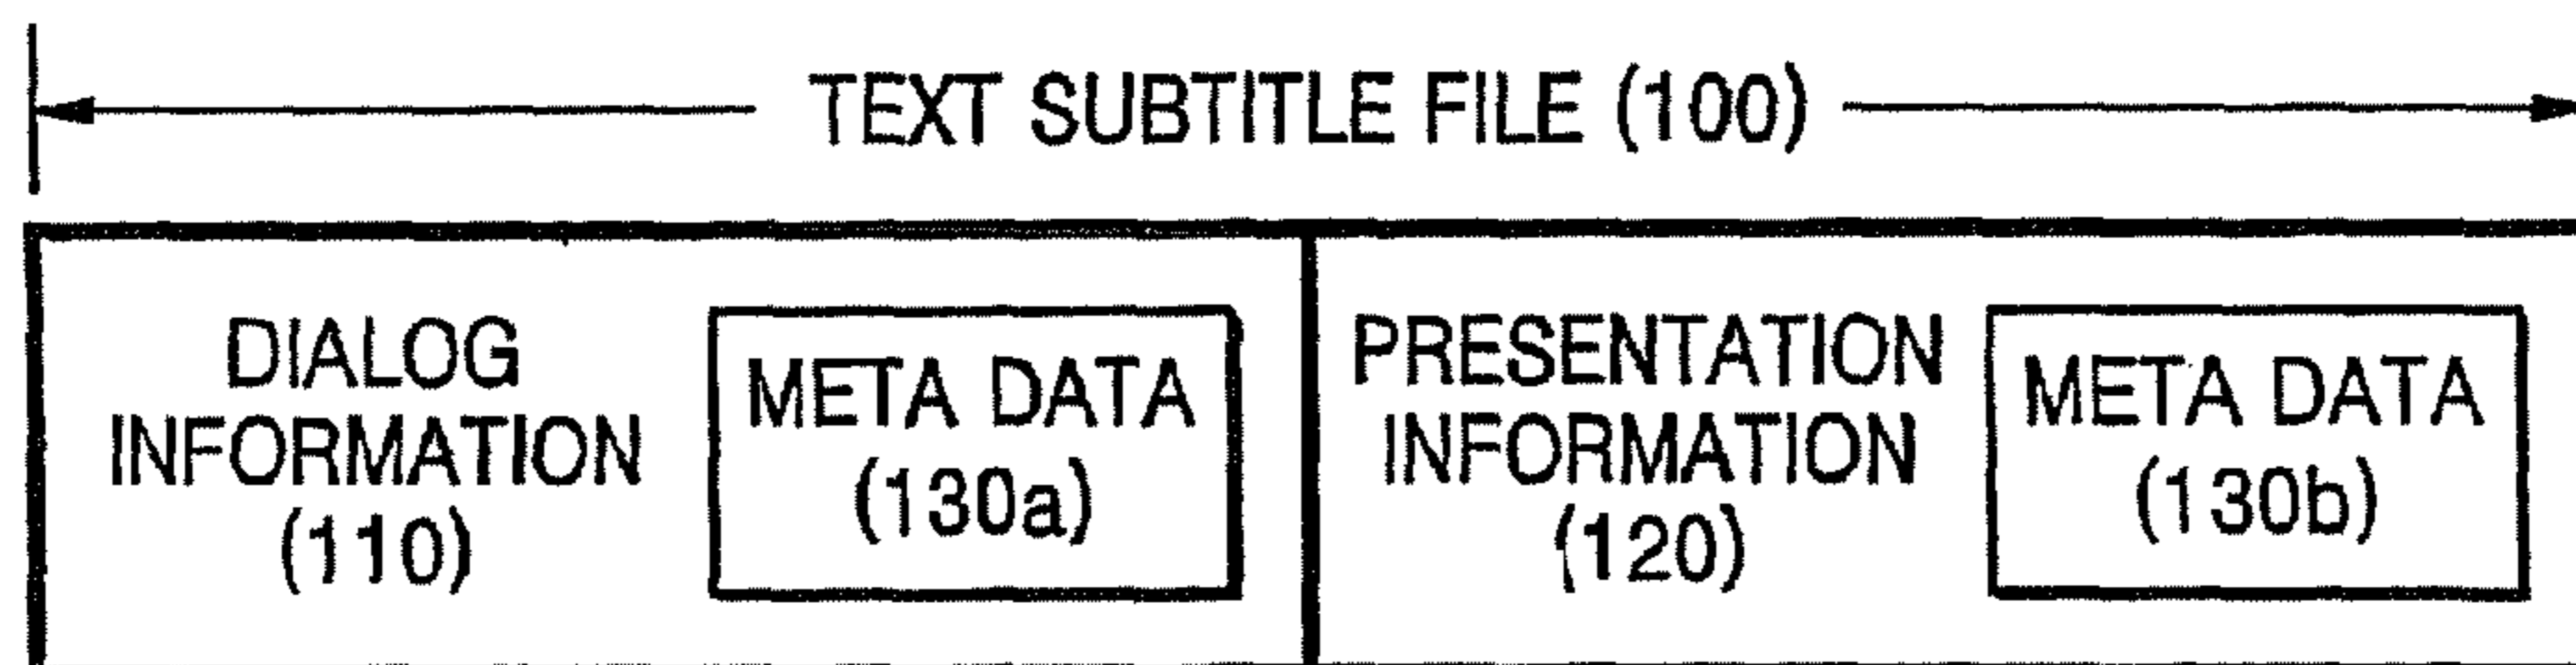 TEXT SUBTITLE FILE (100)
DIALOG
INFORMATION
(110)
META DATA
(130a)
PRESENTATION
INFORMATION
(120)
META DATA
(130b)